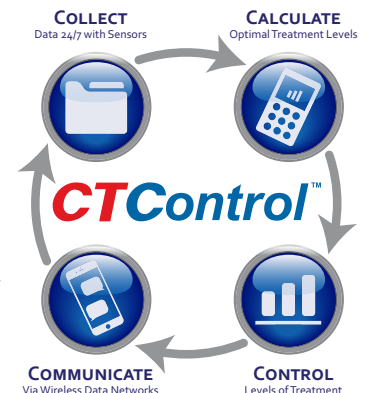 COLLECT
Data 24/7 with Sensors
CALCULATE
Optimal Treatment Levels
CTControl™
COMMUNICATE
Via Wireless Data Networks
CONTROL
Levels of Treatment